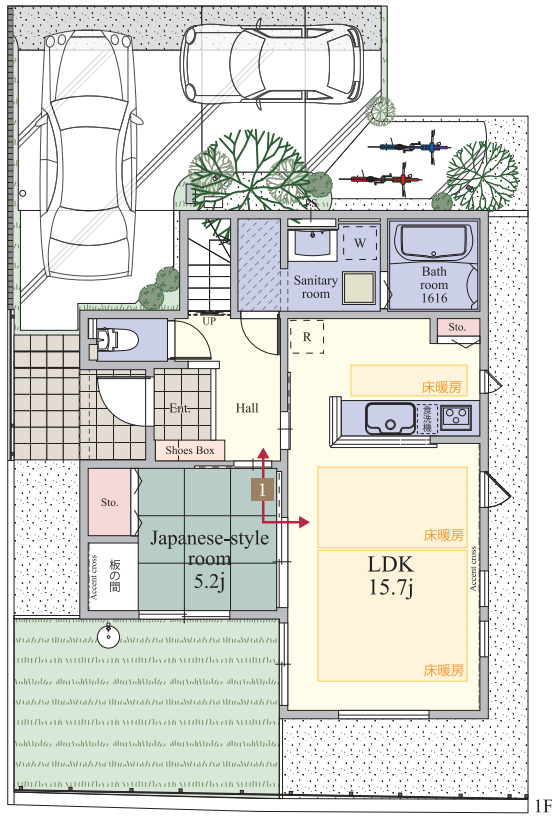 PS
W
Sanitary
room
Bath
room
1616
UP
R
Sto.
床暖房
Ent.
Hall
食洗機
Shoes Box
1
Sto.
床暖房
Japanese-style
room
5.2j
LDK
15.7j
Accent cross
板の間
Accent cross
床暖房
1F